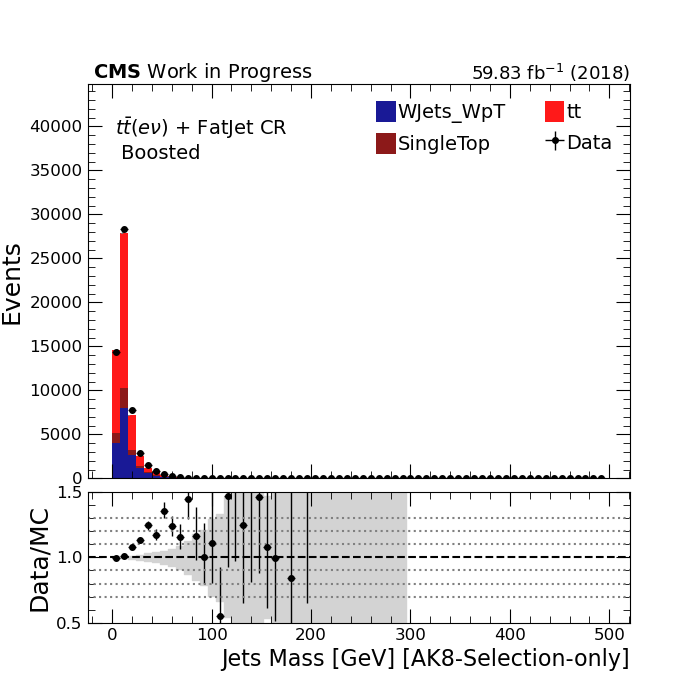 CMS Work in Progress 59.83 fb⁻¹ (2018)
tt̄(eν) + FatJet CR
Boosted
WJets_WpT
tt
SingleTop
Data
Events
40000
35000
30000
25000
20000
15000
10000
5000
0
Data/MC
1.5
1.0
0.5
0 100 200 300 400 500
Jets Mass [GeV] [AK8-Selection-only]